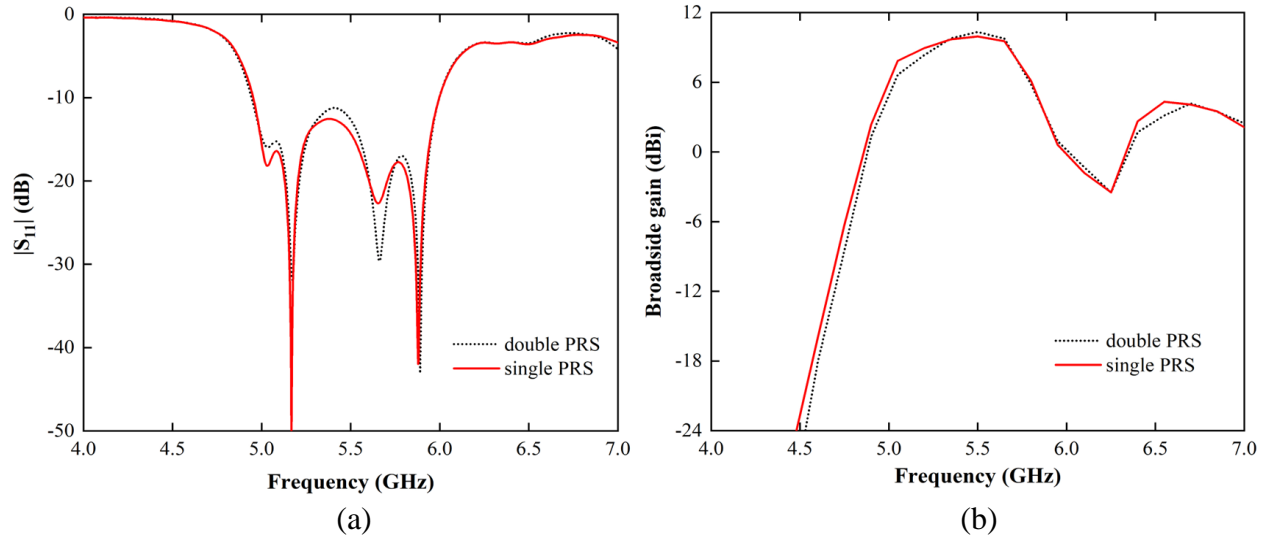 0
-10
-20
-30
-40
-50
|S11| (dB)
double PRS
single PRS
4.0 4.5 5.0 5.5 6.0 6.5 7.0
Frequency (GHz)
(a)
12
6
0
-6
-12
-18
-24
Broadside gain (dBi)
double PRS
single PRS
4.0 4.5 5.0 5.5 6.0 6.5 7.0
Frequency (GHz)
(b)